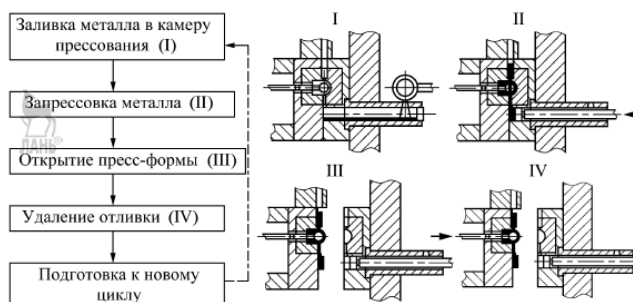 Заливка металла в камеру
прессования (I)
Запрессовка металла (II)
Открытие пресс-формы (III)
Удаление отливки (IV)
Подготовка к новому
циклу
I
II
III
IV
ЛАНЬ®